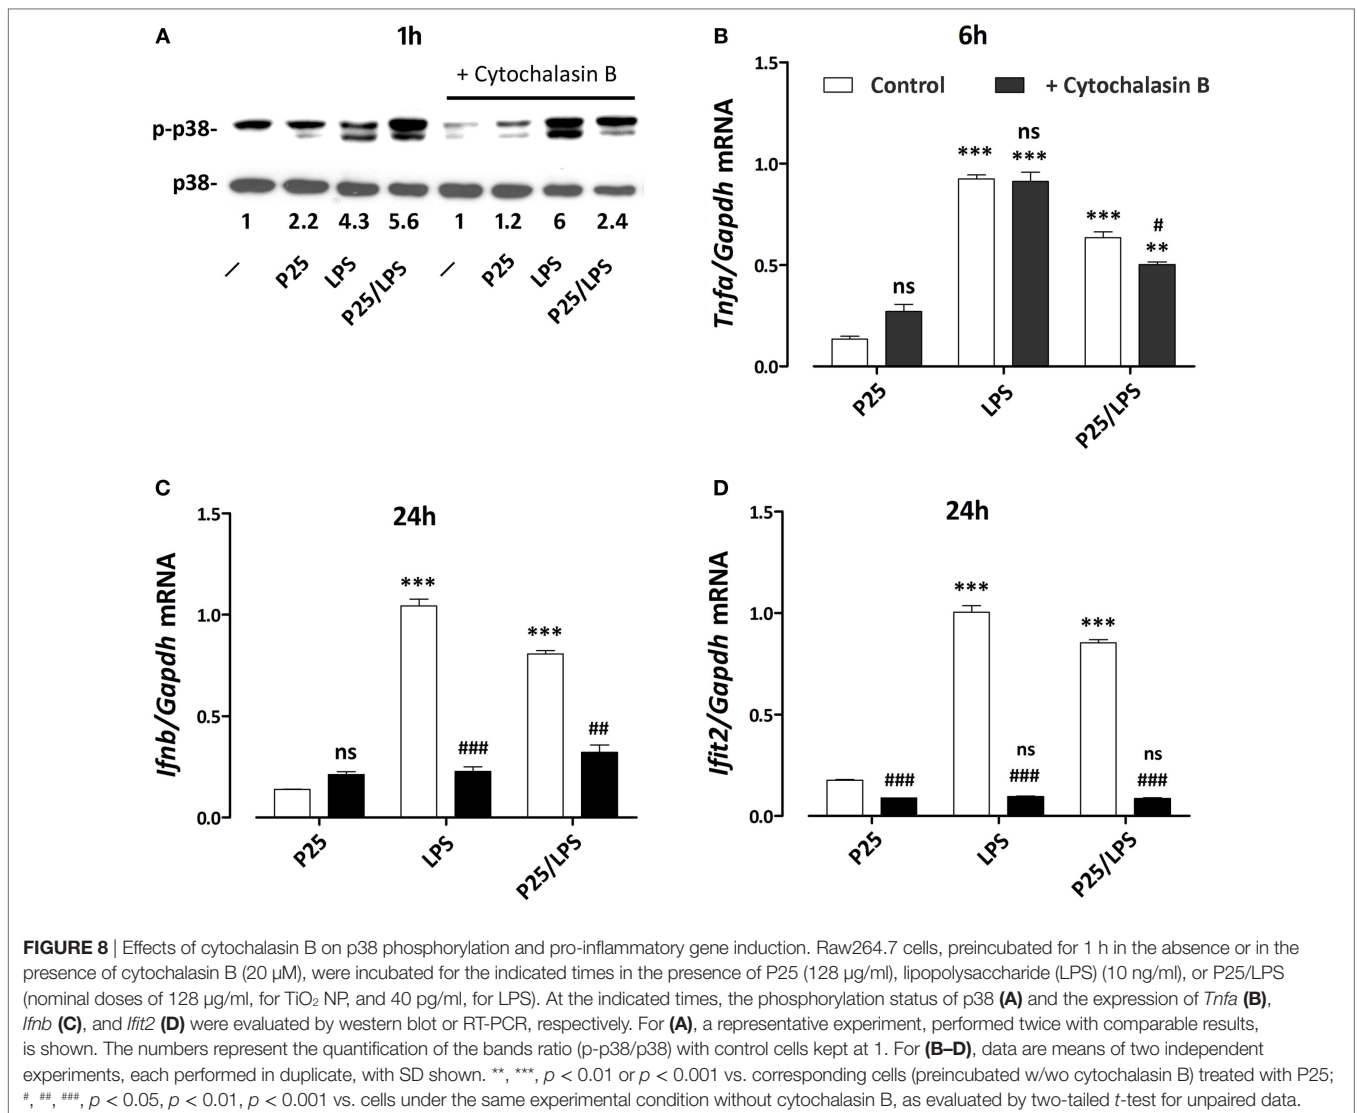 A
1h
+ Cytochalasin B
p-p38-
p38-
1 2.2 4.3 5.6 1 1.2 6 2.4
– P25 LPS P25/LPS – P25 LPS P25/LPS
B
6h
Control + Cytochalasin B
Tnfa/Gapdh mRNA
1.5
1.0
0.5
0.0
ns
*** ns
***
***
#
**
P25 LPS P25/LPS
C
24h
Ifnb/Gapdh mRNA
1.5
1.0
0.5
0.0
ns
***
###
***
##
P25 LPS P25/LPS
D
24h
Ifit2/Gapdh mRNA
1.5
1.0
0.5
0.0
###
***
ns
###
***
ns
###
P25 LPS P25/LPS
FIGURE 8 | Effects of cytochalasin B on p38 phosphorylation and pro-inflammatory gene induction. Raw264.7 cells, preincubated for 1 h in the absence or in the
presence of cytochalasin B (20 µM), were incubated for the indicated times in the presence of P25 (128 µg/ml), lipopolysaccharide (LPS) (10 ng/ml), or P25/LPS
(nominal doses of 128 µg/ml, for TiO₂ NP, and 40 pg/ml, for LPS). At the indicated times, the phosphorylation status of p38 (A) and the expression of Tnfa (B),
Ifnb (C), and Ifit2 (D) were evaluated by western blot or RT-PCR, respectively. For (A), a representative experiment, performed twice with comparable results,
is shown. The numbers represent the quantification of the bands ratio (p-p38/p38) with control cells kept at 1. For (B–D), data are means of two independent
experiments, each performed in duplicate, with SD shown. **, ***, p < 0.01 or p < 0.001 vs. corresponding cells (preincubated w/wo cytochalasin B) treated with P25;
#, ##, ###, p < 0.05, p < 0.01, p < 0.001 vs. cells under the same experimental condition without cytochalasin B, as evaluated by two-tailed t-test for unpaired data.